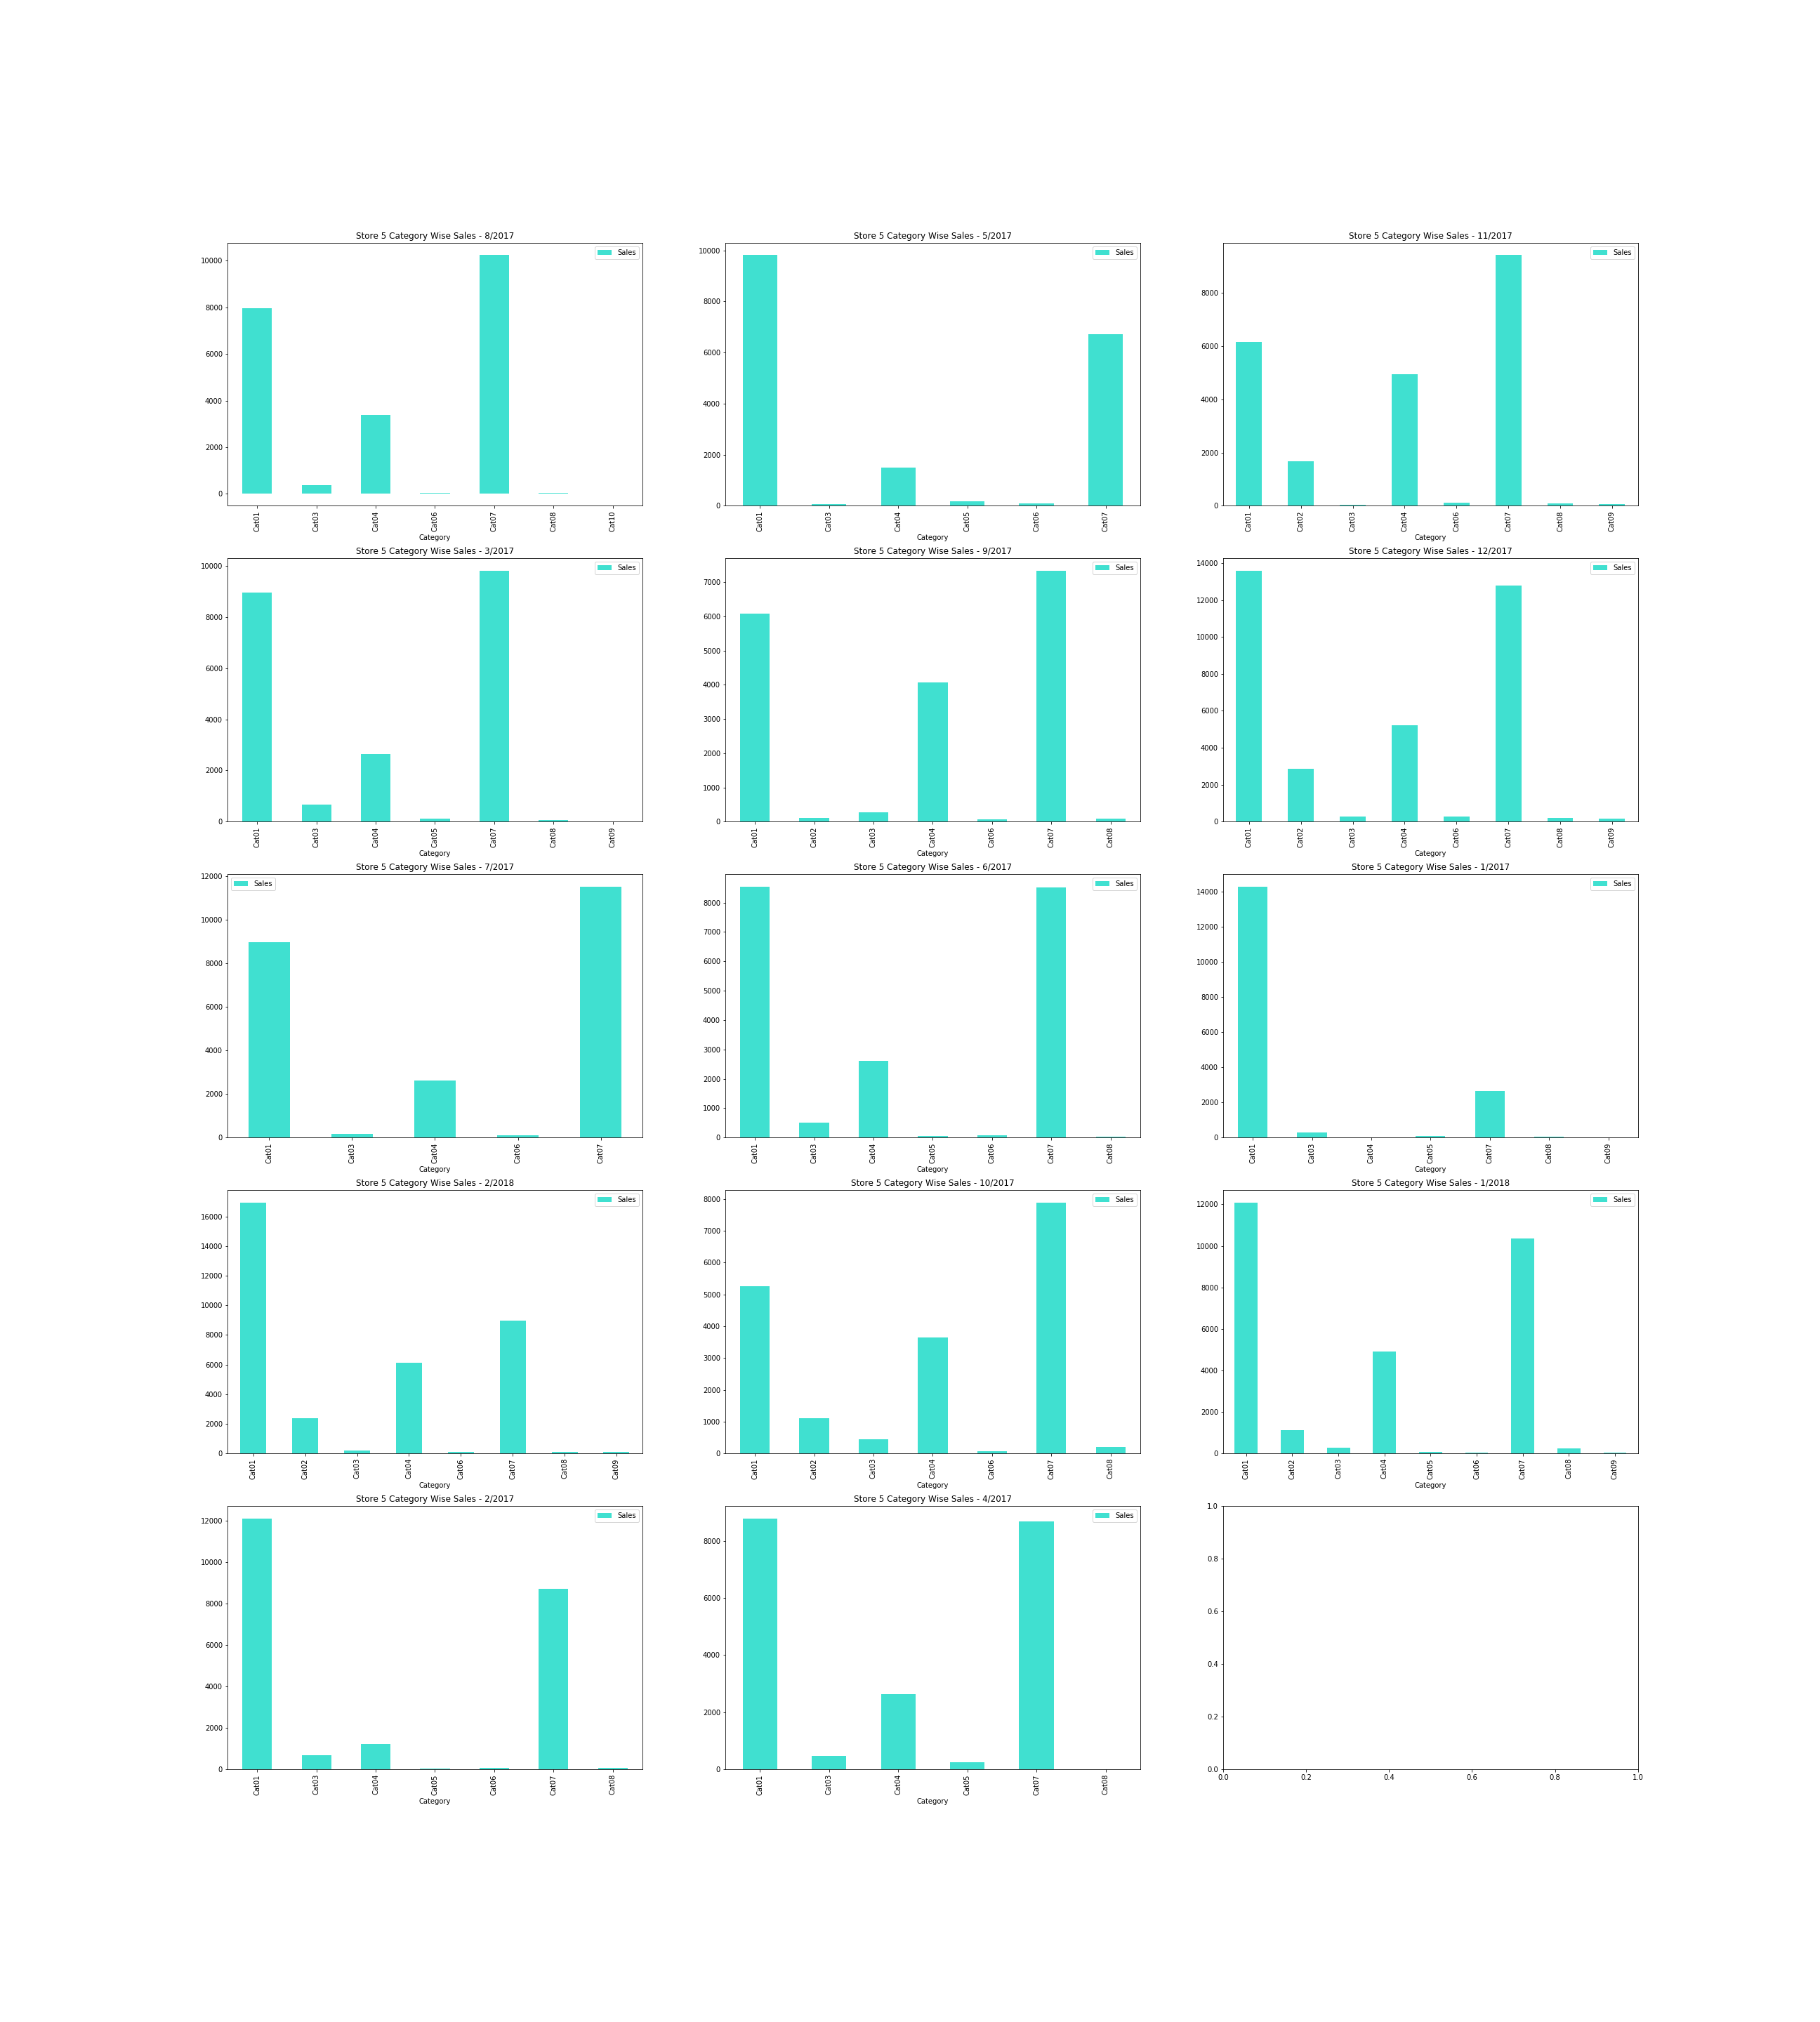 Store 5 Category Wise Sales - 8/2017
Sales
10000
8000
6000
4000
2000
0
Cat01 Cat03 Cat04 Cat06 Cat07 Cat08 Cat10
Category
Store 5 Category Wise Sales - 5/2017
Sales
10000
8000
6000
4000
2000
0
Cat01 Cat03 Cat04 Cat05 Cat06 Cat07
Category
Store 5 Category Wise Sales - 11/2017
Sales
8000
6000
4000
2000
0
Cat01 Cat02 Cat03 Cat04 Cat06 Cat07 Cat08 Cat09
Category
Store 5 Category Wise Sales - 3/2017
Sales
10000
8000
6000
4000
2000
0
Cat01 Cat03 Cat04 Cat05 Cat07 Cat08 Cat09
Category
Store 5 Category Wise Sales - 9/2017
Sales
7000
6000
5000
4000
3000
2000
1000
0
Cat01 Cat02 Cat03 Cat04 Cat06 Cat07 Cat08
Category
Store 5 Category Wise Sales - 12/2017
Sales
14000
12000
10000
8000
6000
4000
2000
0
Cat01 Cat02 Cat03 Cat04 Cat06 Cat07 Cat08 Cat09
Category
Store 5 Category Wise Sales - 7/2017
Sales
12000
10000
8000
6000
4000
2000
0
Cat01 Cat03 Cat04 Cat06 Cat07
Category
Store 5 Category Wise Sales - 6/2017
Sales
8000
7000
6000
5000
4000
3000
2000
1000
0
Cat01 Cat03 Cat04 Cat05 Cat06 Cat07 Cat08
Category
Store 5 Category Wise Sales - 1/2017
Sales
14000
12000
10000
8000
6000
4000
2000
0
Cat01 Cat03 Cat04 Cat05 Cat07 Cat08 Cat09
Category
Store 5 Category Wise Sales - 2/2018
Sales
16000
14000
12000
10000
8000
6000
4000
2000
0
Cat01 Cat02 Cat03 Cat04 Cat06 Cat07 Cat08 Cat09
Category
Store 5 Category Wise Sales - 10/2017
Sales
8000
7000
6000
5000
4000
3000
2000
1000
0
Cat01 Cat02 Cat03 Cat04 Cat06 Cat07 Cat08
Category
Store 5 Category Wise Sales - 1/2018
Sales
12000
10000
8000
6000
4000
2000
0
Cat01 Cat02 Cat03 Cat04 Cat05 Cat06 Cat07 Cat08 Cat09
Category
Store 5 Category Wise Sales - 2/2017
Sales
12000
10000
8000
6000
4000
2000
0
Cat01 Cat03 Cat04 Cat05 Cat06 Cat07 Cat08
Category
Store 5 Category Wise Sales - 4/2017
Sales
8000
6000
4000
2000
0
Cat01 Cat03 Cat04 Cat05 Cat07 Cat08
Category
1.0
0.8
0.6
0.4
0.2
0.0
0.0 0.2 0.4 0.6 0.8 1.0